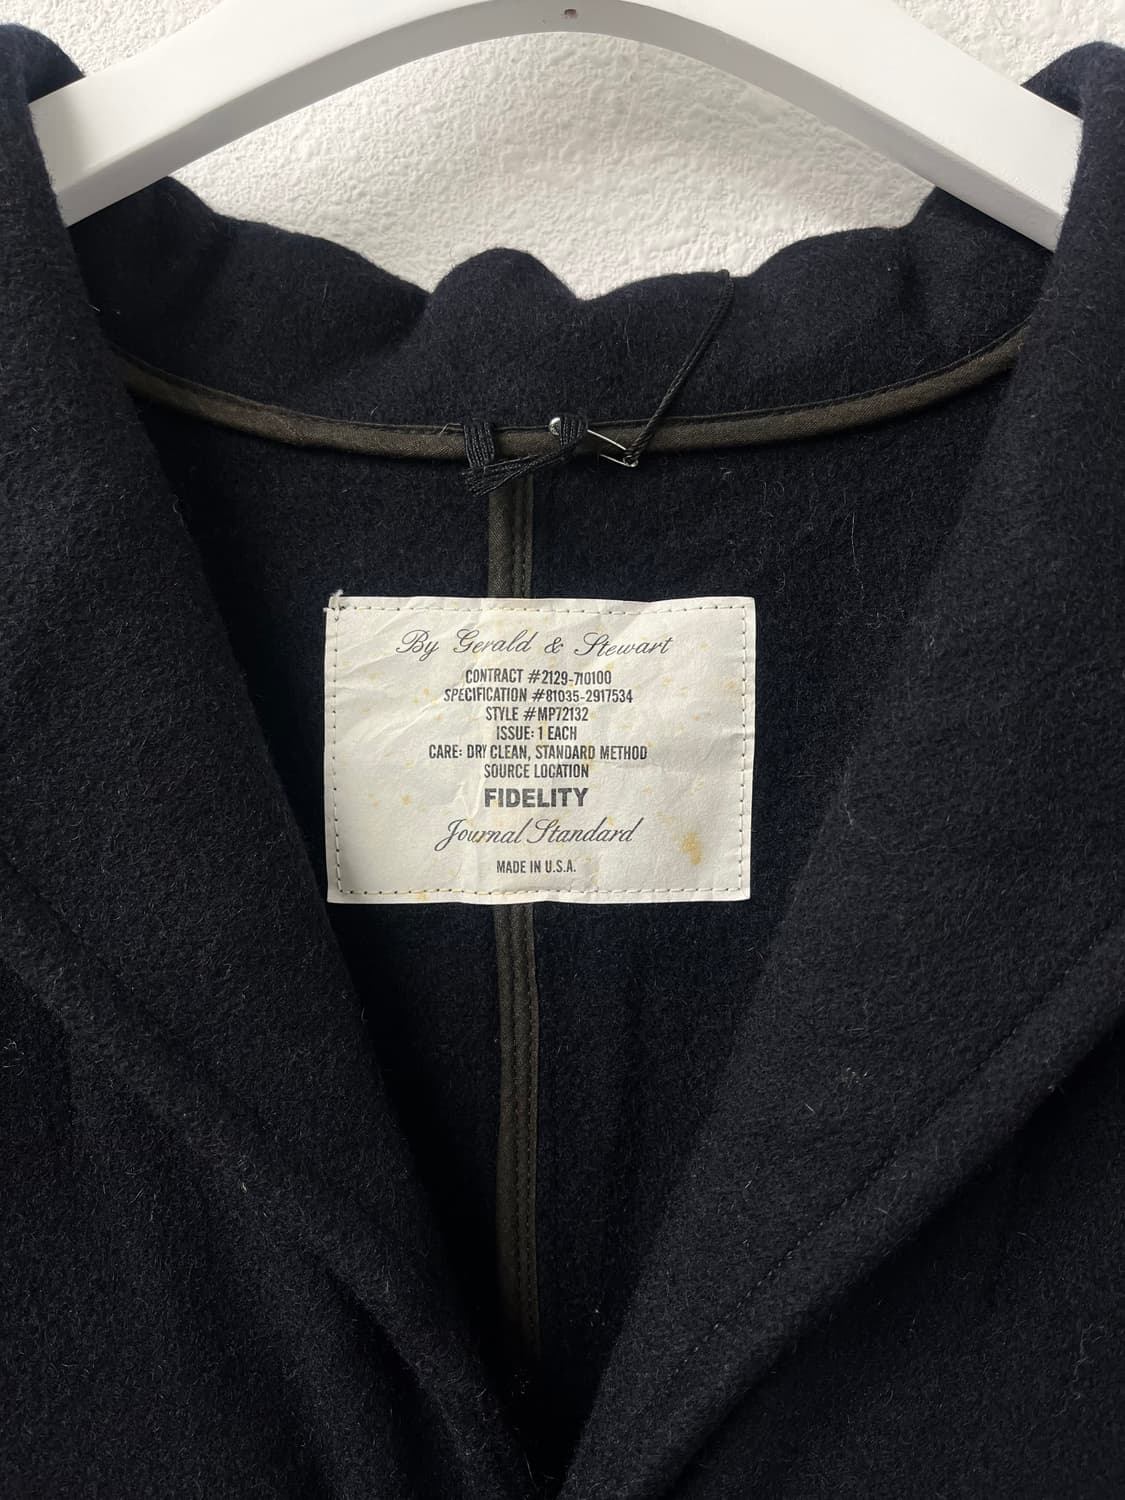 By Gerald & Stewart
CONTRACT #2129-710100
SPECIFICATION #81035-2917534
STYLE #MP72132
ISSUE: 1 EACH
CARE: DRY CLEAN, STANDARD METHOD
SOURCE LOCATION
FIDELITY
Journal Standard
MADE IN U.S.A.